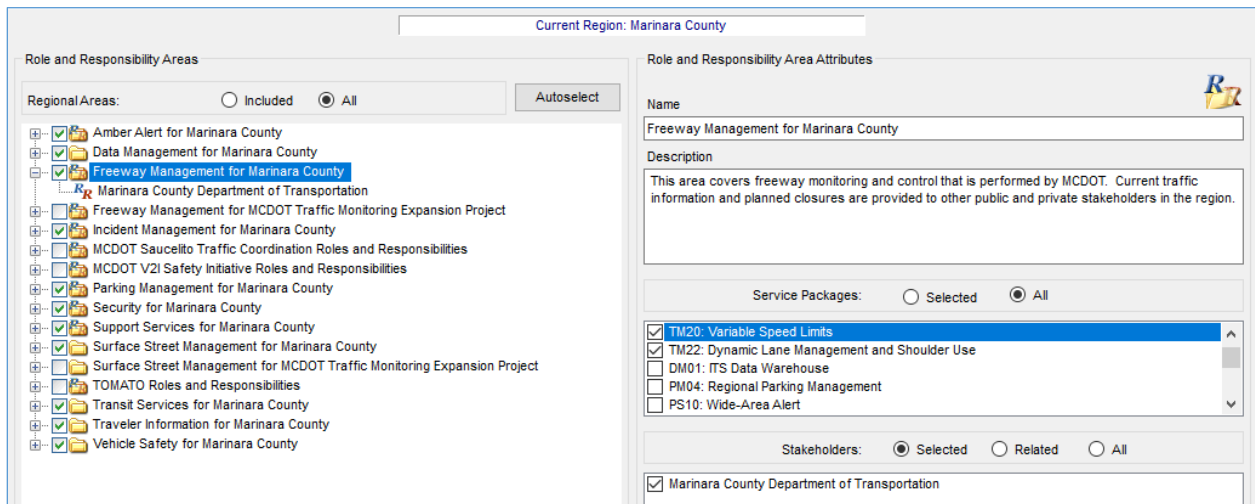 Current Region: Marinara County
Role and Responsibility Areas
Regional Areas:
Included
All
Autoselect
Amber Alert for Marinara County
Data Management for Marinara County
Freeway Management for Marinara County
RR Marinara County Department of Transportation
Freeway Management for MCDOT Traffic Monitoring Expansion Project
Incident Management for Marinara County
MCDOT Saucelito Traffic Coordination Roles and Responsibilities
MCDOT V2I Safety Initiative Roles and Responsibilities
Parking Management for Marinara County
Security for Marinara County
Support Services for Marinara County
Surface Street Management for Marinara County
Surface Street Management for MCDOT Traffic Monitoring Expansion Project
TOMATO Roles and Responsibilities
Transit Services for Marinara County
Traveler Information for Marinara County
Vehicle Safety for Marinara County
Role and Responsibility Area Attributes
RR
Name
Freeway Management for Marinara County
Description
This area covers freeway monitoring and control that is performed by MCDOT. Current traffic
information and planned closures are provided to other public and private stakeholders in the region.
Service Packages:
Selected
All
TM20: Variable Speed Limits
TM22: Dynamic Lane Management and Shoulder Use
DM01: ITS Data Warehouse
PM04: Regional Parking Management
PS10: Wide-Area Alert
Stakeholders:
Selected
Related
All
Marinara County Department of Transportation